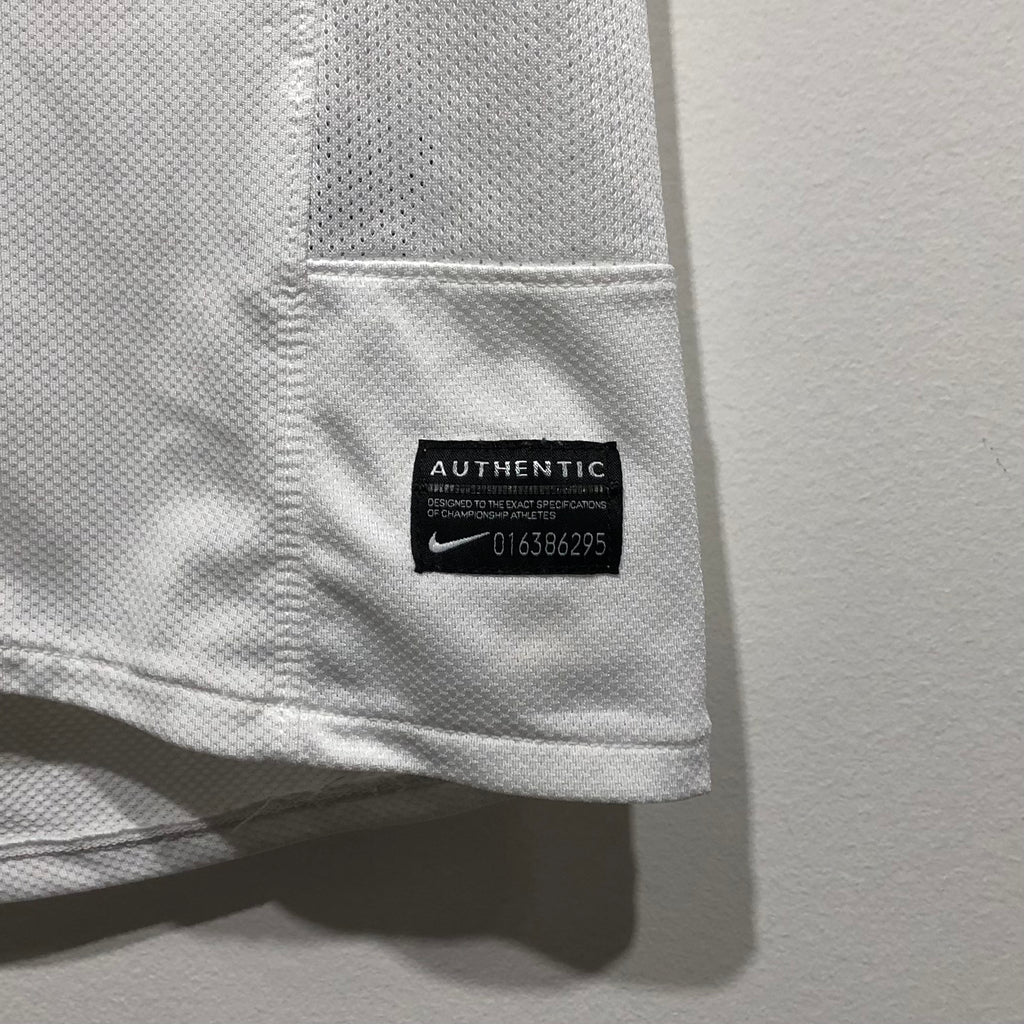 AUTHENTIC
DESIGNED TO THE EXACT SPECIFICATIONS
OF CHAMPIONSHIP ATHLETES
016386295